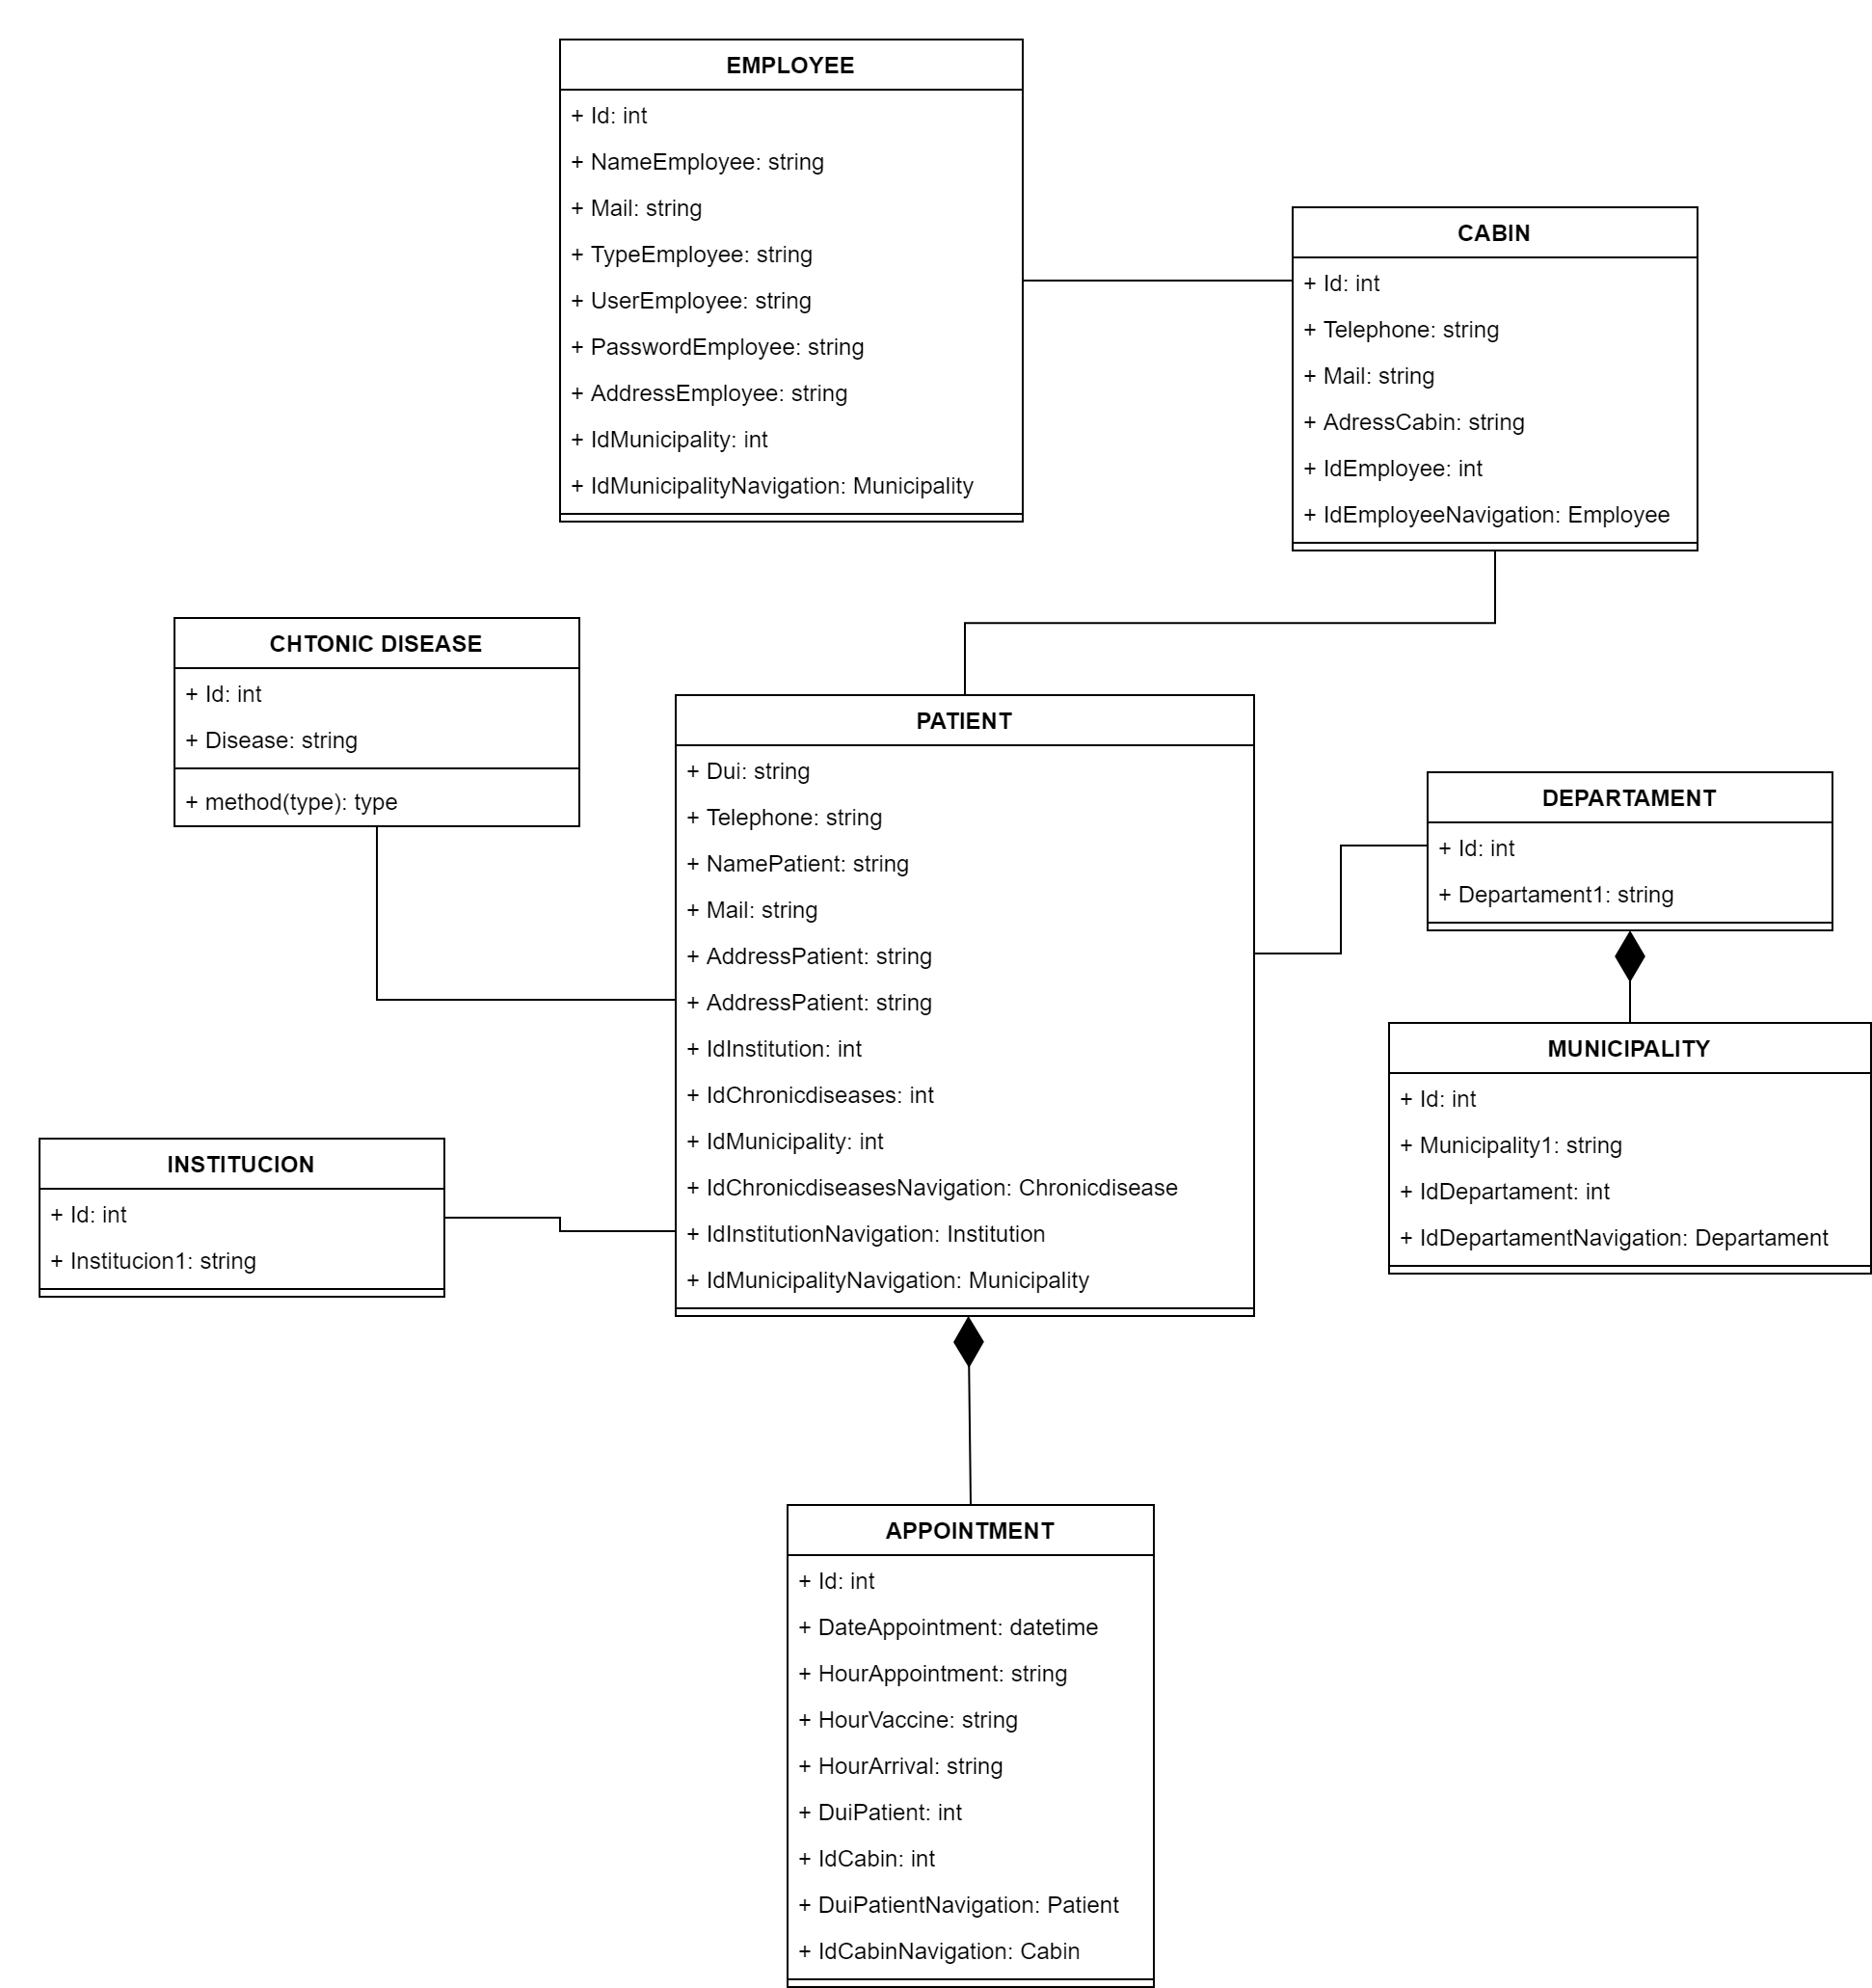 EMPLOYEE
+ Id: int
+ NameEmployee: string
+ Mail: string
+ TypeEmployee: string
+ UserEmployee: string
+ PasswordEmployee: string
+ AddressEmployee: string
+ IdMunicipality: int
+ IdMunicipalityNavigation: Municipality
CABIN
+ Id: int
+ Telephone: string
+ Mail: string
+ AdressCabin: string
+ IdEmployee: int
+ IdEmployeeNavigation: Employee
CHTONIC DISEASE
+ Id: int
+ Disease: string
+ method(type): type
PATIENT
+ Dui: string
+ Telephone: string
+ NamePatient: string
+ Mail: string
+ AddressPatient: string
+ AddressPatient: string
+ IdInstitution: int
+ IdChronicdiseases: int
+ IdMunicipality: int
+ IdChronicdiseasesNavigation: Chronicdisease
+ IdInstitutionNavigation: Institution
+ IdMunicipalityNavigation: Municipality
DEPARTAMENT
+ Id: int
+ Departament1: string
MUNICIPALITY
+ Id: int
+ Municipality1: string
+ IdDepartament: int
+ IdDepartamentNavigation: Departament
INSTITUCION
+ Id: int
+ Institucion1: string
APPOINTMENT
+ Id: int
+ DateAppointment: datetime
+ HourAppointment: string
+ HourVaccine: string
+ HourArrival: string
+ DuiPatient: int
+ IdCabin: int
+ DuiPatientNavigation: Patient
+ IdCabinNavigation: Cabin